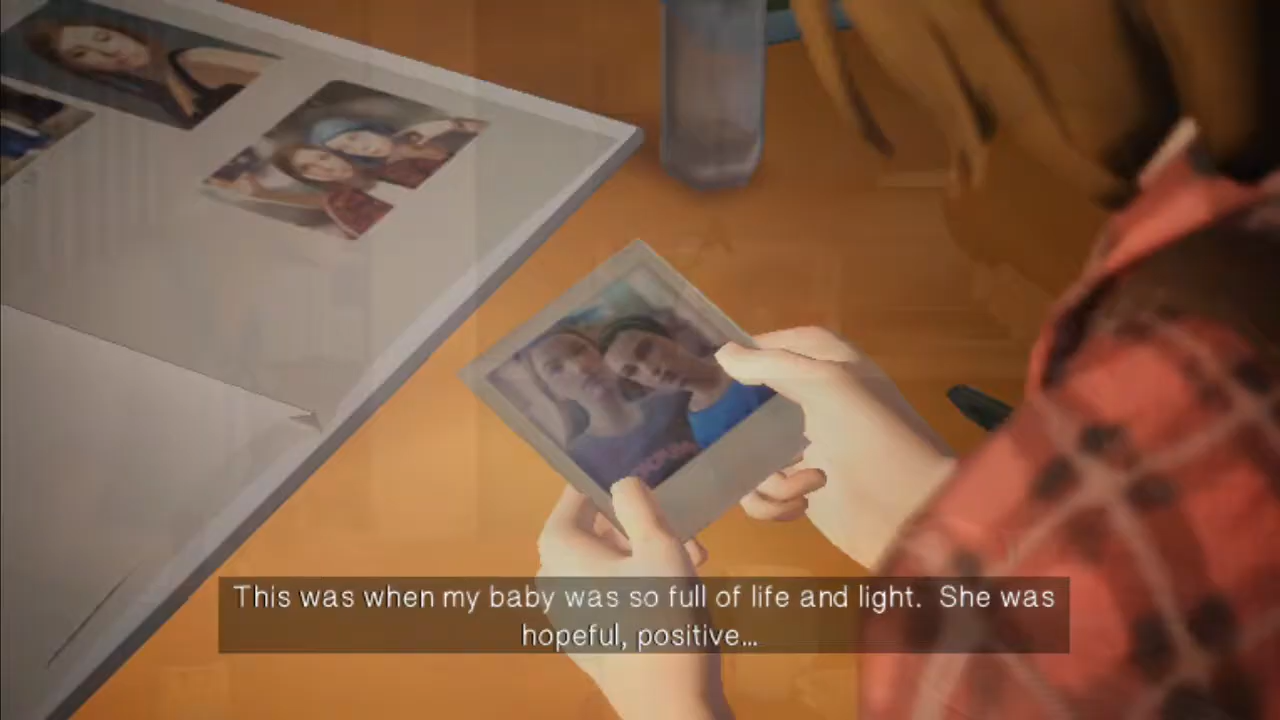 This was when my baby was so full of life and light.  She was
hopeful, positive...